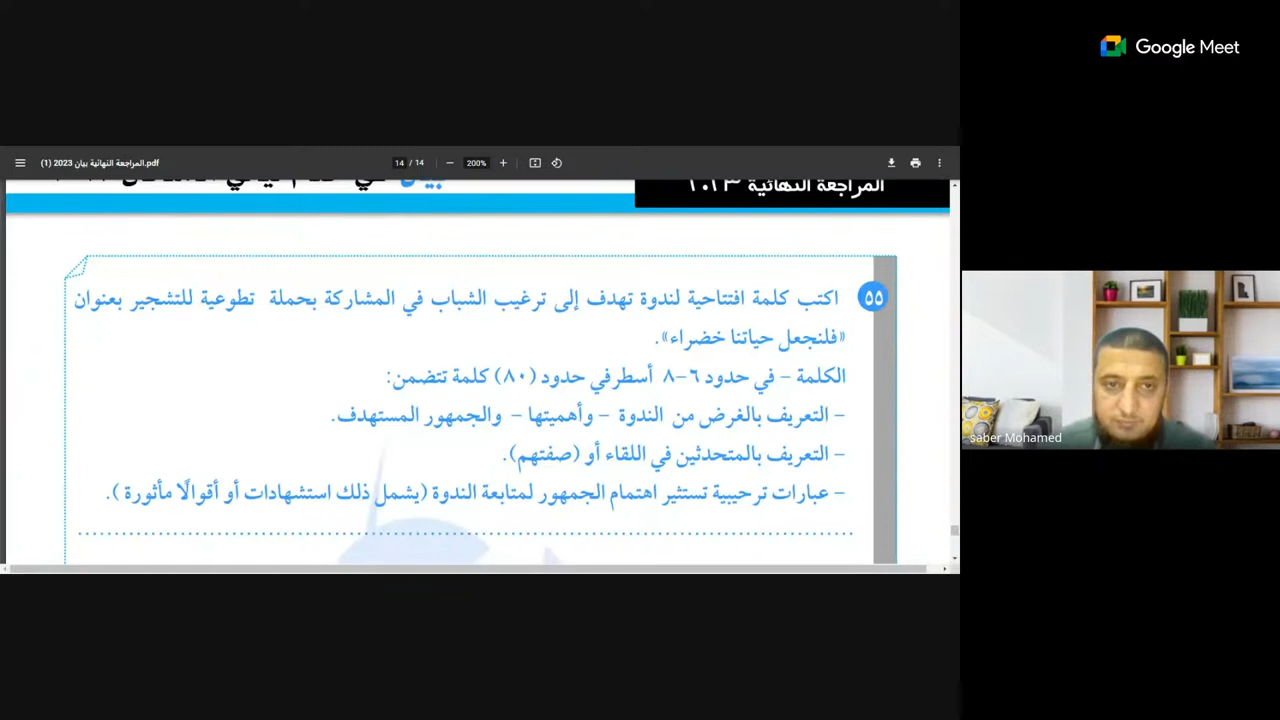 Google Meet
المراجعة النهائية بيان 2023 (1).pdf
14 / 14
200%
المراجعة النهائية ٢٠٢٣
بيان في
٥٥
اكتب كلمة افتتاحية لندوة تهدف إلى ترغيب الشباب في المشاركة بحملة تطوعية للتشجير بعنوان
«فلنجعل حياتنا خضراء».
الكلمة – في حدود ٦-٨ أسطرفي حدود (٨٠) كلمة تتضمن:
– التعريف بالغرض من الندوة – وأهميتها – والجمهور المستهدف.
– التعريف بالمتحدثين في اللقاء أو (صفتهم).
– عبارات ترحيبية تستثير اهتمام الجمهور لمتابعة الندوة (يشمل ذلك استشهادات أو أقوالًا مأثورة ).
saber Mohamed